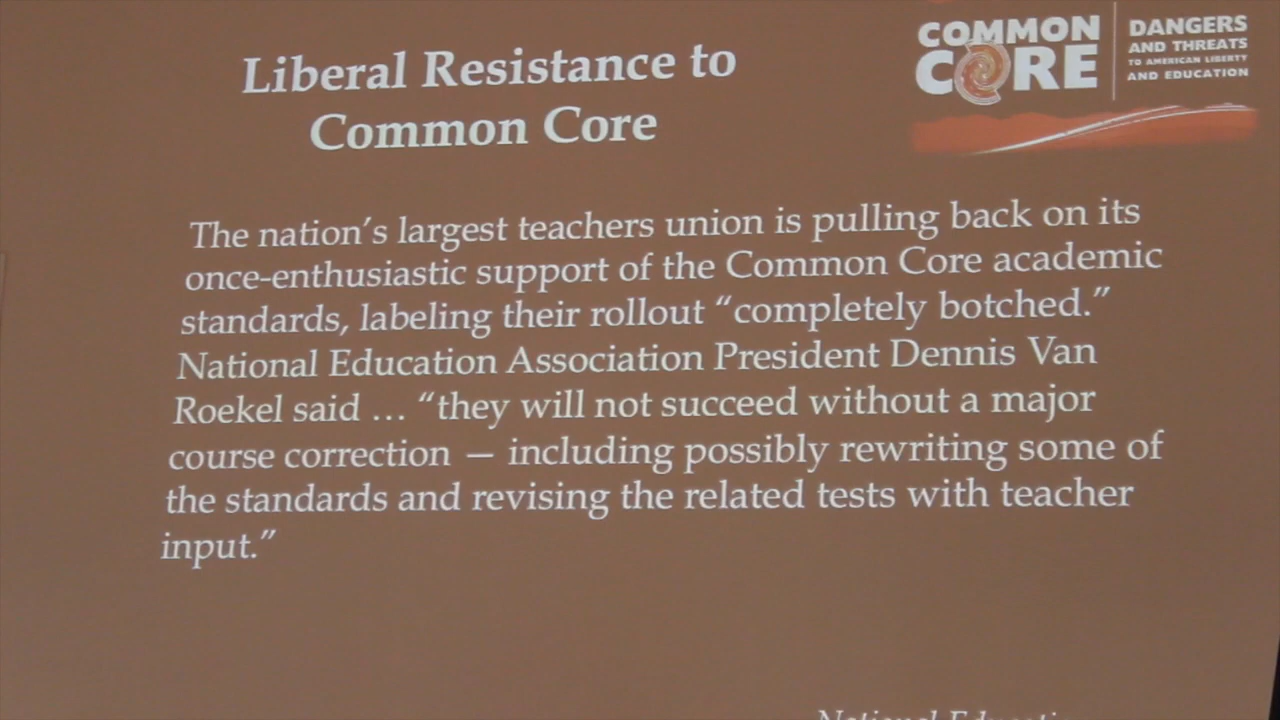 Liberal Resistance to
Common Core
COMMON
CORE
DANGERS
AND THREATS
TO AMERICAN LIBERTY
AND EDUCATION
The nation’s largest teachers union is pulling back on its
once-enthusiastic support of the Common Core academic
standards, labeling their rollout “completely botched.”
National Education Association President Dennis Van
Roekel said … “they will not succeed without a major
course correction — including possibly rewriting some of
the standards and revising the related tests with teacher
input.”
National